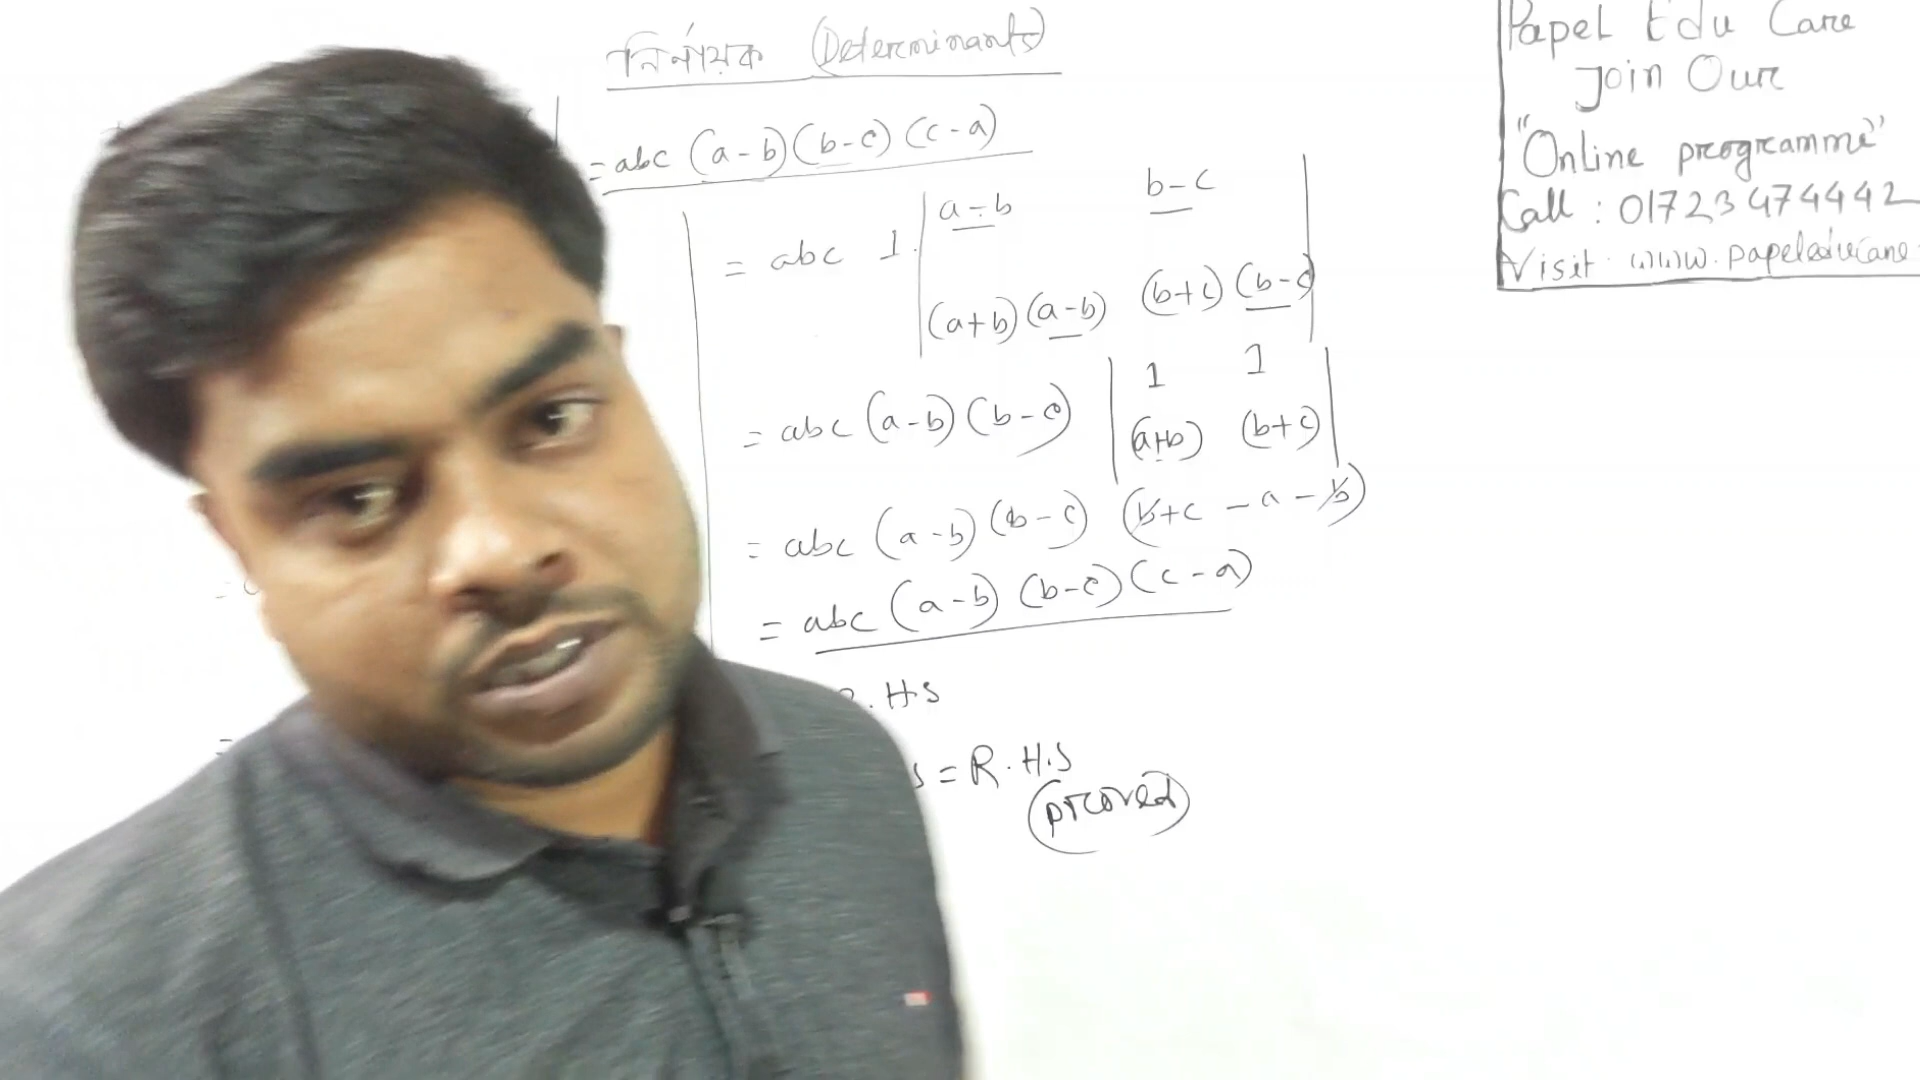 নির্ণায়ক (Determinants)
= abc (a-b)(b-c)(c-a)
= abc 1. | a-b b-c |
| (a+b)(a-b) (b+c)(b-c) |
= abc (a-b)(b-c) | 1 1 |
| (a+b) (b+c) |
= abc (a-b)(b-c) (b+c-a-b)
= abc (a-b)(b-c)(c-a)
.H.S
= R.H.S
(proved)
Papel Edu Care
Join Our
"Online programme"
Call : 01723474442
Visit www.papeleducare